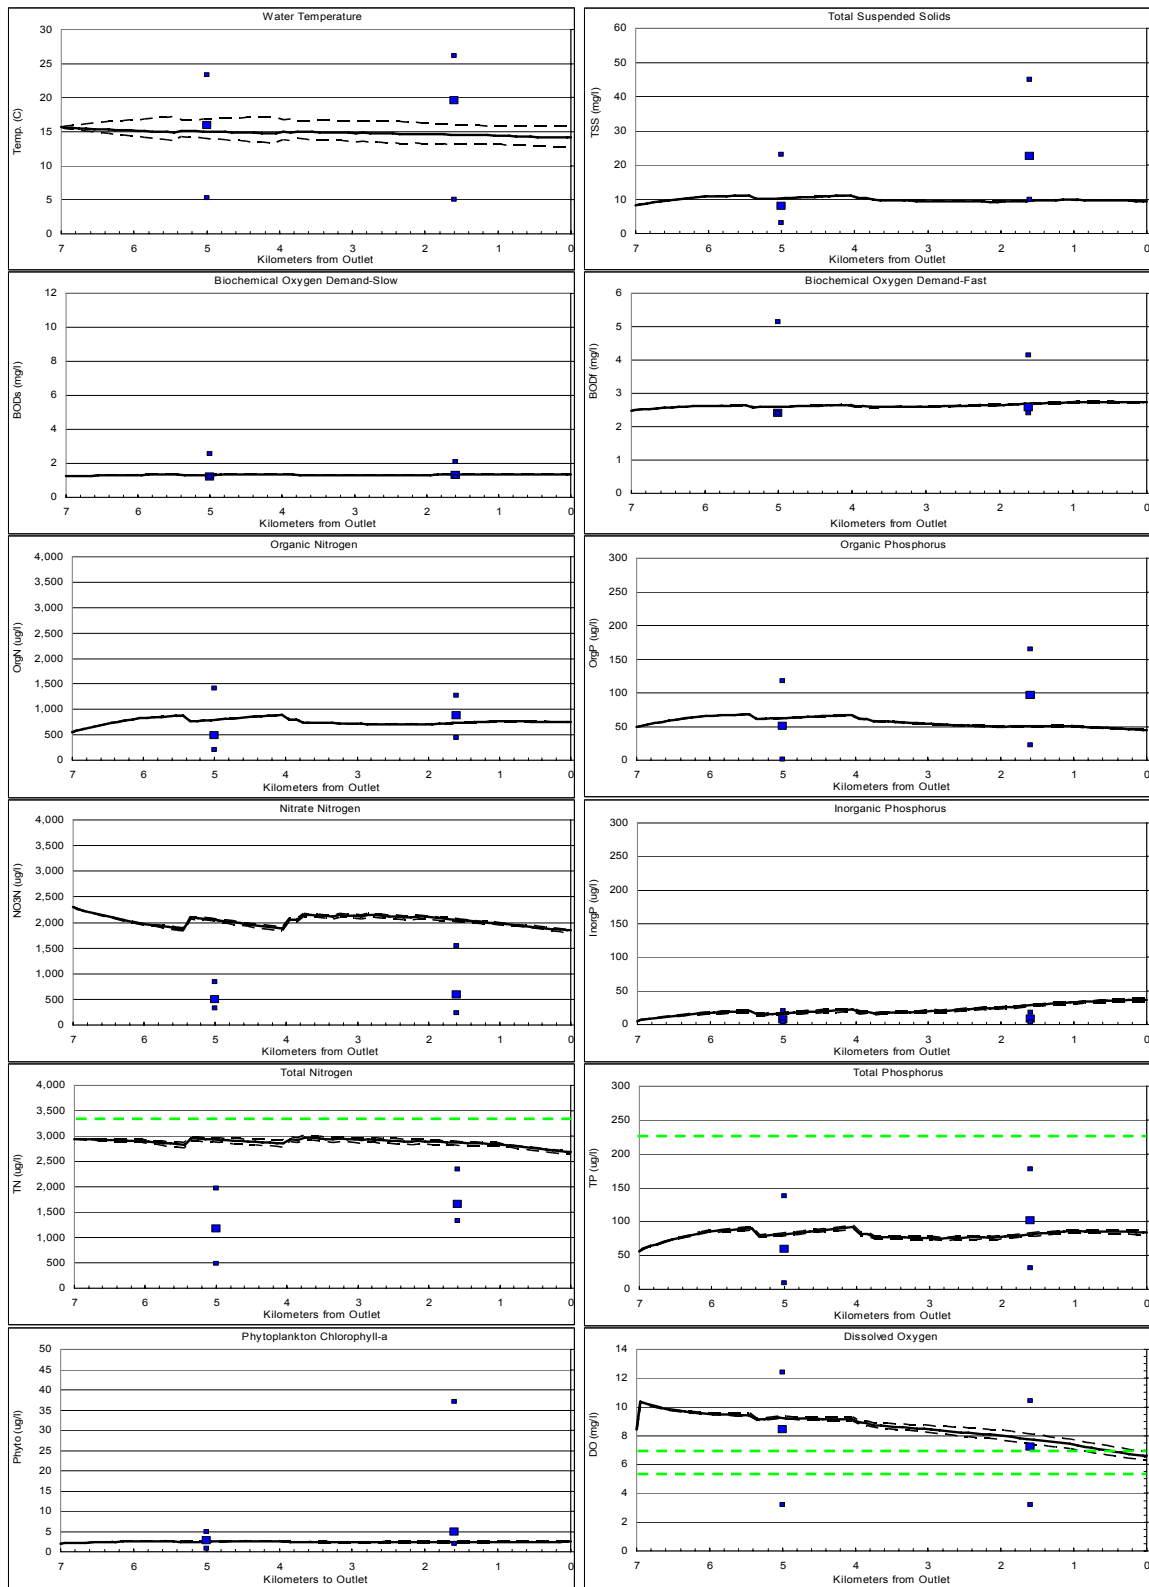 Water Temperature
Temp. (C)
30
25
20
15
10
5
0
7 6 5 4 3 2 1 0
Kilometers from Outlet
Total Suspended Solids
TSS (mg/l)
60
50
40
30
20
10
0
7 6 5 4 3 2 1 0
Kilometers from Outlet
Biochemical Oxygen Demand-Slow
BODs (mg/l)
12
10
8
6
4
2
0
7 6 5 4 3 2 1 0
Kilometers from Outlet
Biochemical Oxygen Demand-Fast
BODf (mg/l)
6
5
4
3
2
1
0
7 6 5 4 3 2 1 0
Kilometers from Outlet
Organic Nitrogen
OrgN (ug/l)
4,000
3,500
3,000
2,500
2,000
1,500
1,000
500
0
7 6 5 4 3 2 1 0
Kilometers from Outlet
Organic Phosphorus
OrgP (ug/l)
300
250
200
150
100
50
0
7 6 5 4 3 2 1 0
Kilometers from Outlet
Nitrate Nitrogen
NO3N (ug/l)
4,000
3,500
3,000
2,500
2,000
1,500
1,000
500
0
7 6 5 4 3 2 1 0
Kilometers from Outlet
Inorganic Phosphorus
InorgP (ug/l)
300
250
200
150
100
50
0
7 6 5 4 3 2 1 0
Kilometers from Outlet
Total Nitrogen
TN (ug/l)
4,000
3,500
3,000
2,500
2,000
1,500
1,000
500
0
7 6 5 4 3 2 1 0
Kilometers from Outlet
Total Phosphorus
TP (ug/l)
300
250
200
150
100
50
0
7 6 5 4 3 2 1 0
Kilometers from Outlet
Phytoplankton Chlorophyll-a
Phyto (ug/l)
50
45
40
35
30
25
20
15
10
5
0
7 6 5 4 3 2 1 0
Kilometers to Outlet
Dissolved Oxygen
DO (mg/l)
14
12
10
8
6
4
2
0
7 6 5 4 3 2 1 0
Kilometers from Outlet